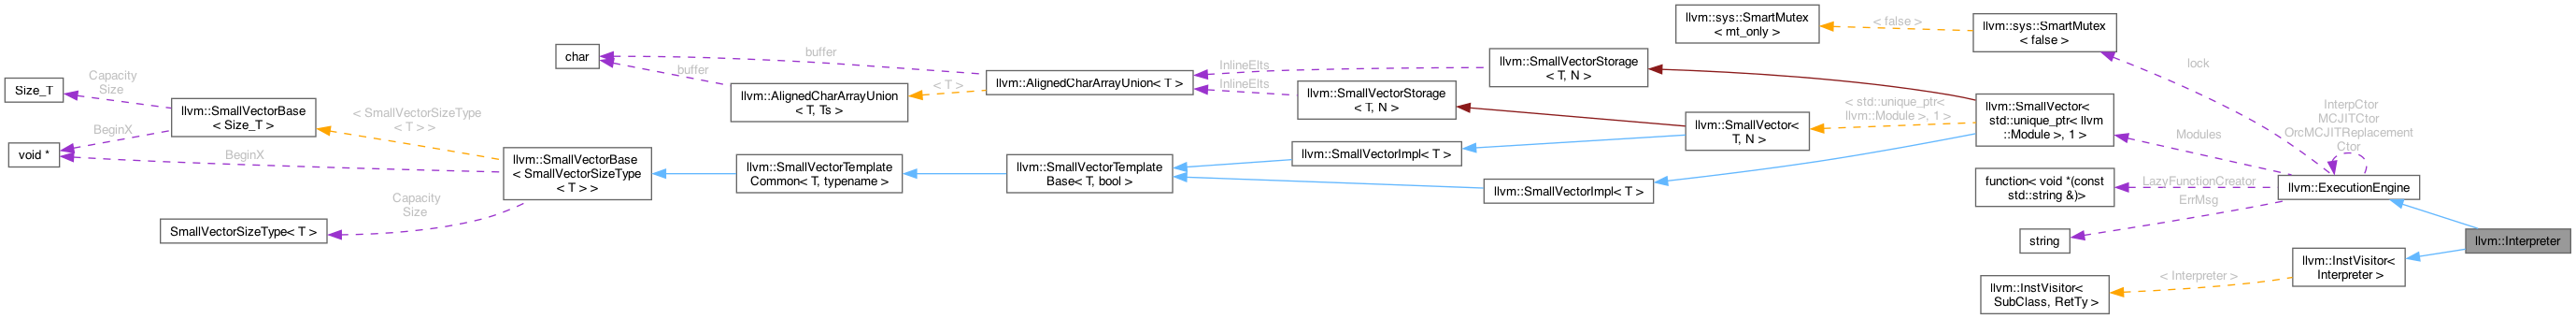 Size_T
void *
Capacity
Size
BeginX
llvm::SmallVectorBase
< Size_T >
BeginX
SmallVectorSizeType< T >
< SmallVectorSizeType
< T > >
Capacity
Size
llvm::SmallVectorBase
< SmallVectorSizeType
< T > >
char
buffer
buffer
llvm::AlignedCharArrayUnion
< T, Ts >
llvm::SmallVectorTemplate
Common< T, typename >
< T >
llvm::AlignedCharArrayUnion< T >
llvm::SmallVectorTemplate
Base< T, bool >
InlineElts
InlineElts
llvm::SmallVectorStorage
< T, N >
llvm::SmallVectorStorage
< T, N >
llvm::SmallVectorImpl< T >
llvm::SmallVectorImpl< T >
llvm::sys::SmartMutex
< mt_only >
llvm::SmallVector<
T, N >
< false >
< std::unique_ptr<
llvm::Module >, 1 >
llvm::sys::SmartMutex
< false >
llvm::SmallVector<
std::unique_ptr< llvm
::Module >, 1 >
function< void *(const
std::string &)>
string
llvm::InstVisitor<
SubClass, RetTy >
lock
Modules
LazyFunctionCreator
ErrMsg
< Interpreter >
InterpCtor
MCJITCtor
OrcMCJITReplacement
Ctor
llvm::ExecutionEngine
llvm::InstVisitor<
Interpreter >
llvm::Interpreter